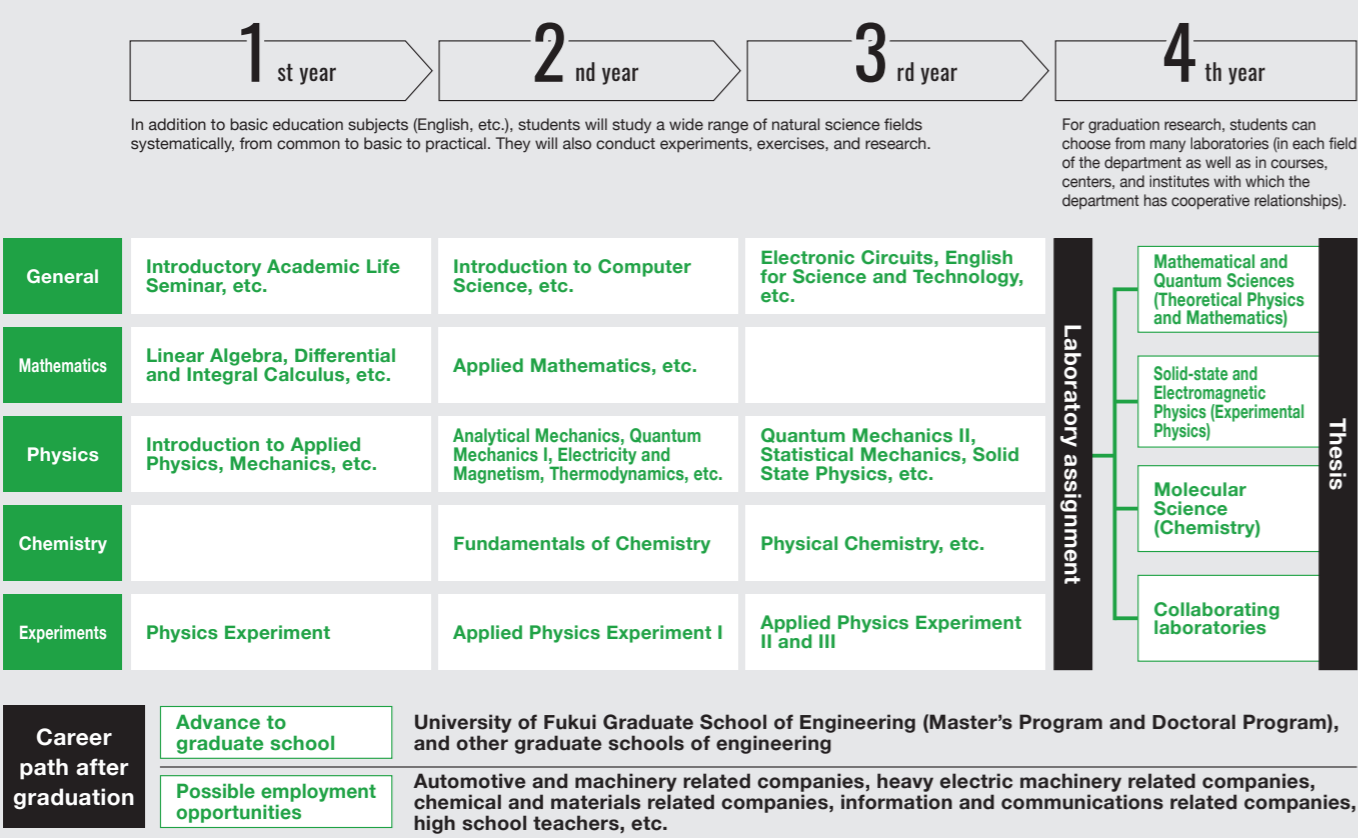 1 st year
2 nd year
3 rd year
4 th year
In addition to basic education subjects (English, etc.), students will study a wide range of natural science fields
systematically, from common to basic to practical. They will also conduct experiments, exercises, and research.
For graduation research, students can
choose from many laboratories (in each field
of the department as well as in courses,
centers, and institutes with which the
department has cooperative relationships).
General
Introductory Academic Life
Seminar, etc.
Introduction to Computer
Science, etc.
Electronic Circuits, English
for Science and Technology,
etc.
Mathematics
Linear Algebra, Differential
and Integral Calculus, etc.
Applied Mathematics, etc.
Physics
Introduction to Applied
Physics, Mechanics, etc.
Analytical Mechanics, Quantum
Mechanics I, Electricity and
Magnetism, Thermodynamics, etc.
Quantum Mechanics II,
Statistical Mechanics, Solid
State Physics, etc.
Chemistry
Fundamentals of Chemistry
Physical Chemistry, etc.
Experiments
Physics Experiment
Applied Physics Experiment I
Applied Physics Experiment
II and III
Laboratory assignment
Mathematical and
Quantum Sciences
(Theoretical Physics
and Mathematics)
Solid-state and
Electromagnetic
Physics (Experimental
Physics)
Molecular
Science
(Chemistry)
Collaborating
laboratories
Thesis
Career
path after
graduation
Advance to
graduate school
University of Fukui Graduate School of Engineering (Master's Program and Doctoral Program),
and other graduate schools of engineering
Possible employment
opportunities
Automotive and machinery related companies, heavy electric machinery related companies,
chemical and materials related companies, information and communications related companies,
high school teachers, etc.